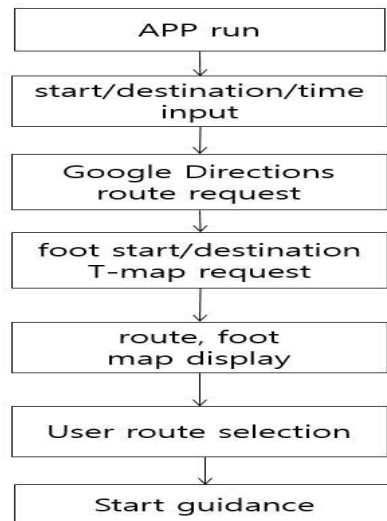 APP run
start/destination/time
input
Google Directions
route request
foot start/destination
T-map request
route, foot
map display
User route selection
Start guidance